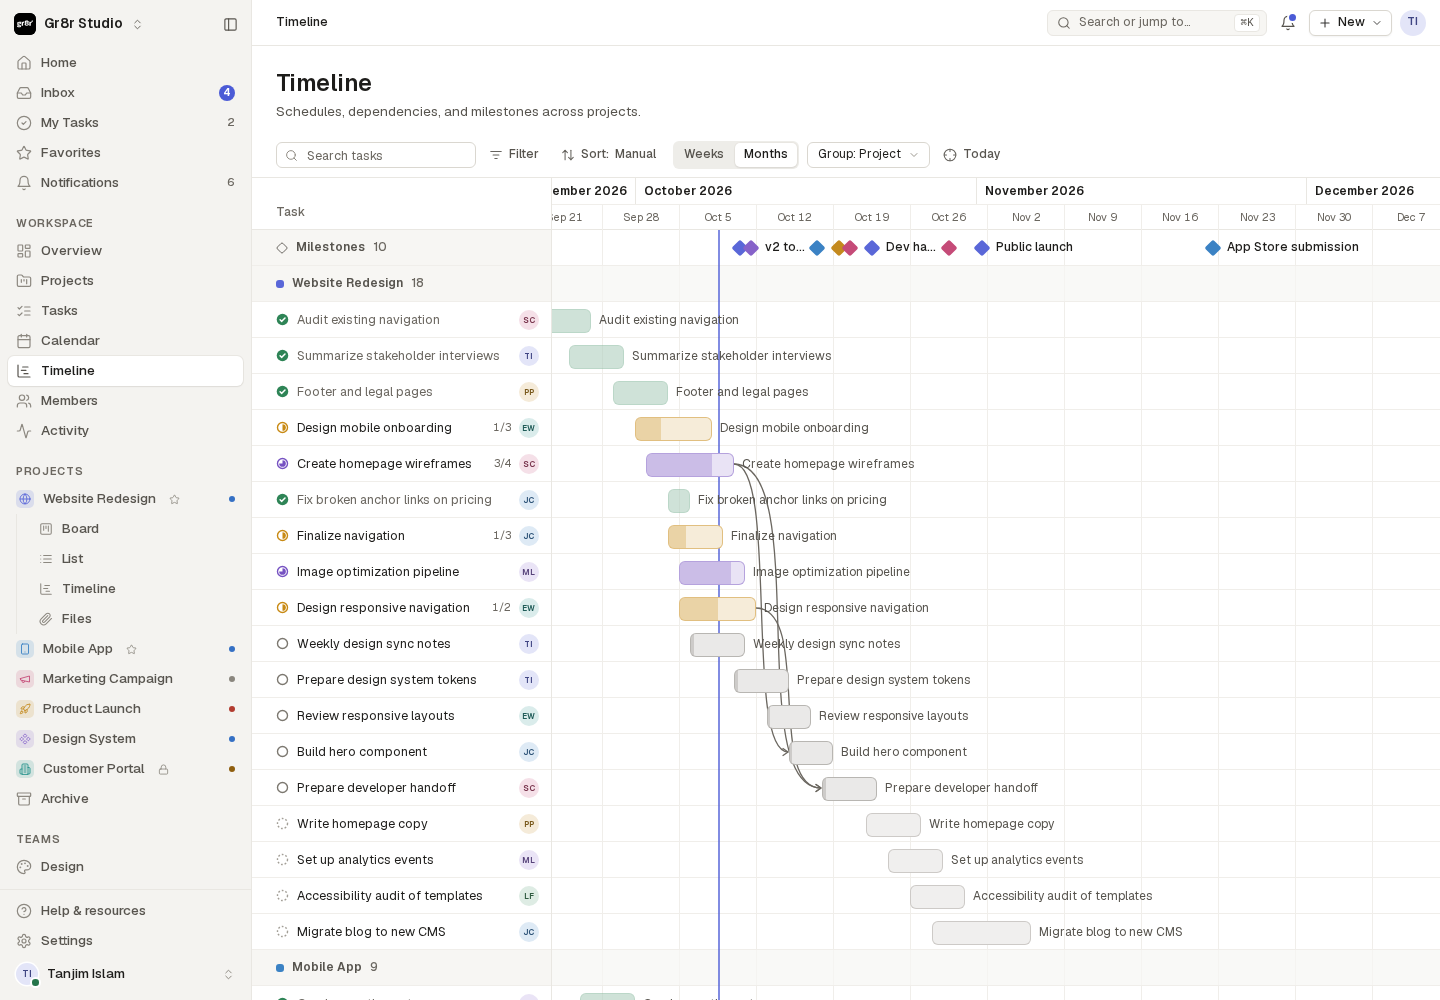 gr8r Gr8r Studio
Home
Inbox 4
My Tasks 2
Favorites
Notifications 6
WORKSPACE
Overview
Projects
Tasks
Calendar
Timeline
Members
Activity
PROJECTS
Website Redesign
Board
List
Timeline
Files
Mobile App
Marketing Campaign
Product Launch
Design System
Customer Portal
Archive
TEAMS
Design
Help & resources
Settings
TI Tanjim Islam
Timeline
Search or jump to... ⌘K
New
TI
Timeline
Schedules, dependencies, and milestones across projects.
Search tasks
Filter
Sort: Manual
Weeks Months
Group: Project
Today
Task
ember 2026 October 2026 November 2026 December 2026
Sep 21 Sep 28 Oct 5 Oct 12 Oct 19 Oct 26 Nov 2 Nov 9 Nov 16 Nov 23 Nov 30 Dec 7
Milestones 10 v2 to... Dev ha... Public launch App Store submission
Website Redesign 18
Audit existing navigation SC Audit existing navigation
Summarize stakeholder interviews TI Summarize stakeholder interviews
Footer and legal pages PP Footer and legal pages
Design mobile onboarding 1/3 EW Design mobile onboarding
Create homepage wireframes 3/4 SC Create homepage wireframes
Fix broken anchor links on pricing JC Fix broken anchor links on pricing
Finalize navigation 1/3 JC Finalize navigation
Image optimization pipeline ML Image optimization pipeline
Design responsive navigation 1/2 EW Design responsive navigation
Weekly design sync notes TI Weekly design sync notes
Prepare design system tokens TI Prepare design system tokens
Review responsive layouts EW Review responsive layouts
Build hero component JC Build hero component
Prepare developer handoff SC Prepare developer handoff
Write homepage copy PP Write homepage copy
Set up analytics events ML Set up analytics events
Accessibility audit of templates LF Accessibility audit of templates
Migrate blog to new CMS JC Migrate blog to new CMS
Mobile App 9